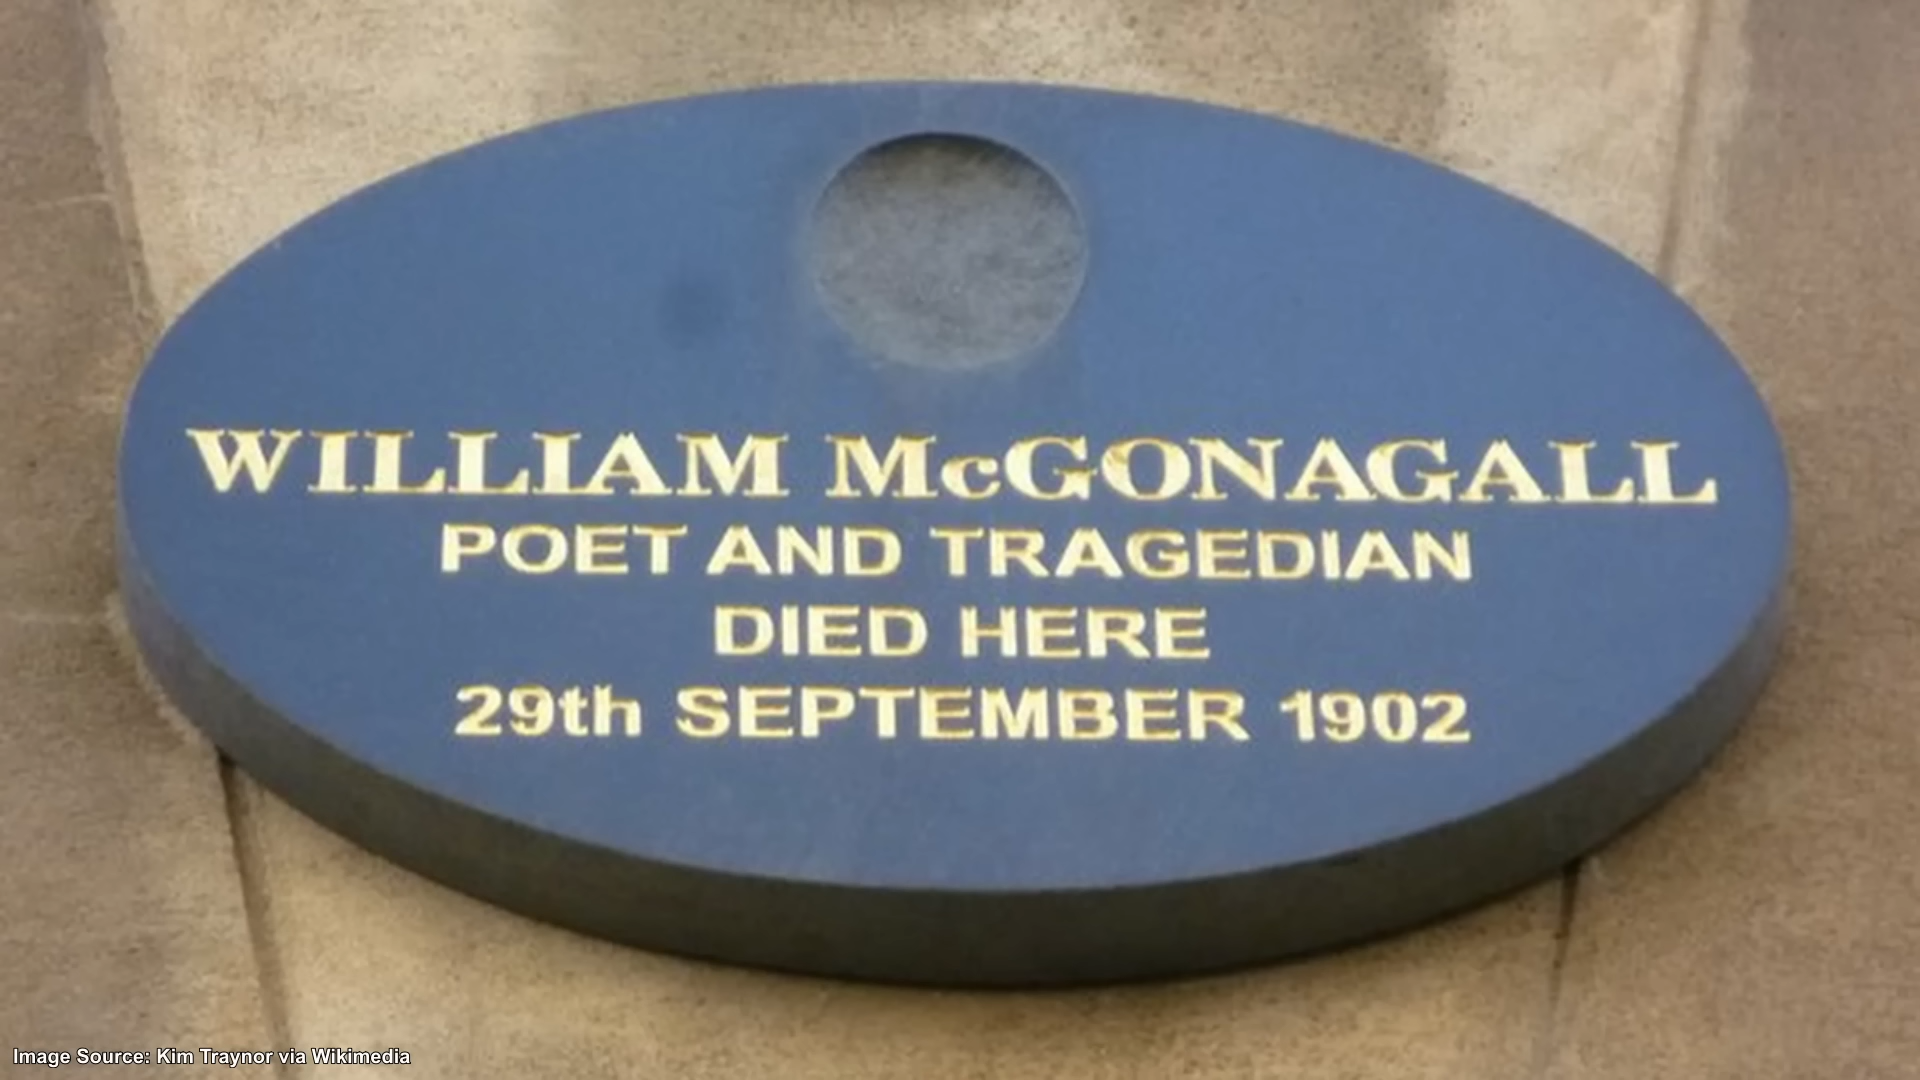 WILLIAM McGONAGALL
POET AND TRAGEDIAN
DIED HERE
29th SEPTEMBER 1902
Image Source: Kim Traynor via Wikimedia